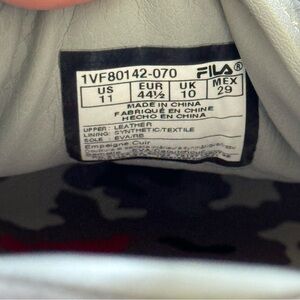 1VF80142-070 FILA®
US EUR UK MEX
11 44½ 10 29
MADE IN CHINA
FABRIQUÉ EN CHINE
HECHO EN CHINA
UPPER: LEATHER
LINING: SYNTHETIC/TEXTILE
SOLE: EVA/RB
Empeigne: Cuir